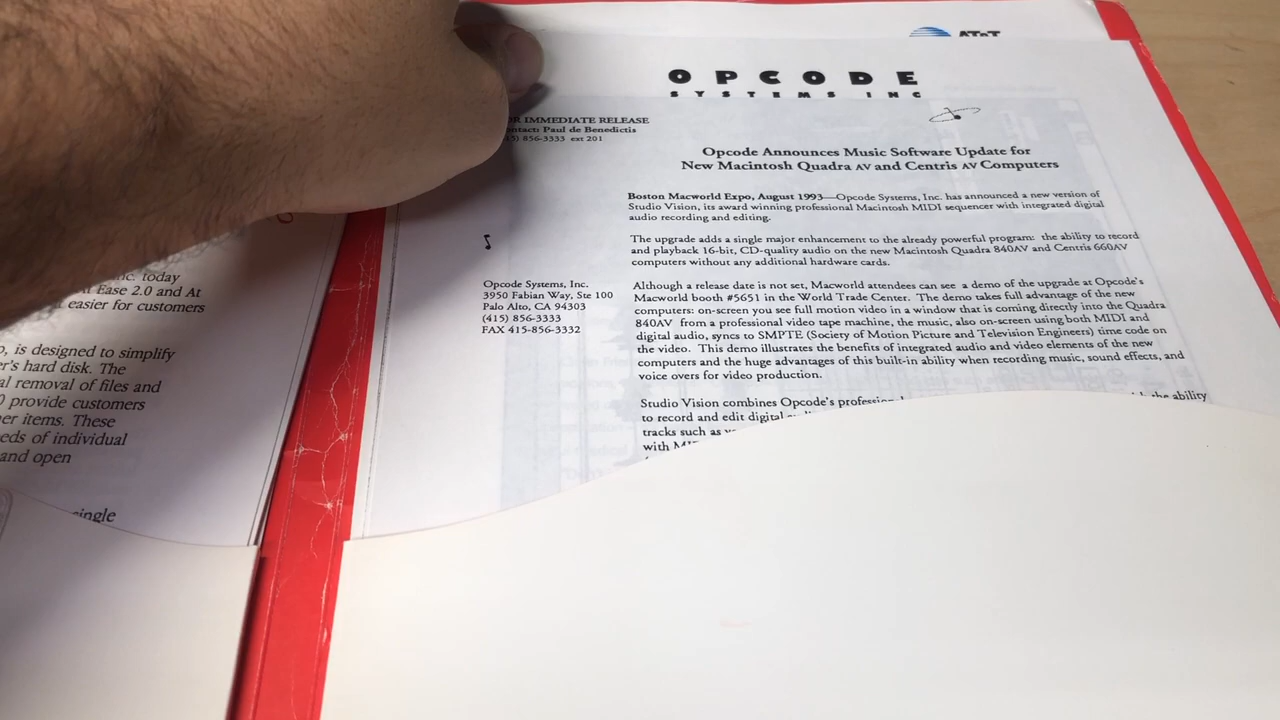 AT&T
OPCODE
SYSTEMS INC
IMMEDIATE RELEASE
Paul de Benedictis
856-3333 ext 201
Opcode Announces Music Software Update for
New Macintosh Quadra AV and Centris AV Computers
Boston Macworld Expo, August 1993—Opcode Systems, Inc. has announced a new version of
Studio Vision, its award winning professional Macintosh MIDI sequencer with integrated digital
audio recording and editing.
The upgrade adds a single major enhancement to the already powerful program: the ability to record
and playback 16-bit, CD-quality audio on the new Macintosh Quadra 840AV and Centris 660AV
computers without any additional hardware cards.
Opcode Systems, Inc.
3950 Fabian Way, Ste 100
Palo Alto, CA 94303
(415) 856-3333
FAX 415-856-3332
Although a release date is not set, Macworld attendees can see a demo of the upgrade at Opcode's
Macworld booth #5651 in the World Trade Center. The demo takes full advantage of the new
computers: on-screen you see full motion video in a window that is coming directly into the Quadra
840AV from a professional video tape machine, the music, also on-screen using both MIDI and
digital audio, syncs to SMPTE (Society of Motion Picture and Television Engineers) time code on
the video. This demo illustrates the benefits of integrated audio and video elements of the new
computers and the huge advantages of this built-in ability when recording music, sound effects, and
voice overs for video production.
Studio Vision combines Opcode's the ability
to record and edit digital
tracks such as
with
today
Ease 2.0 and At
easier for customers
is designed to simplify
hard disk. The
removal of files and
provide customers
items. These
of individual
and open
single